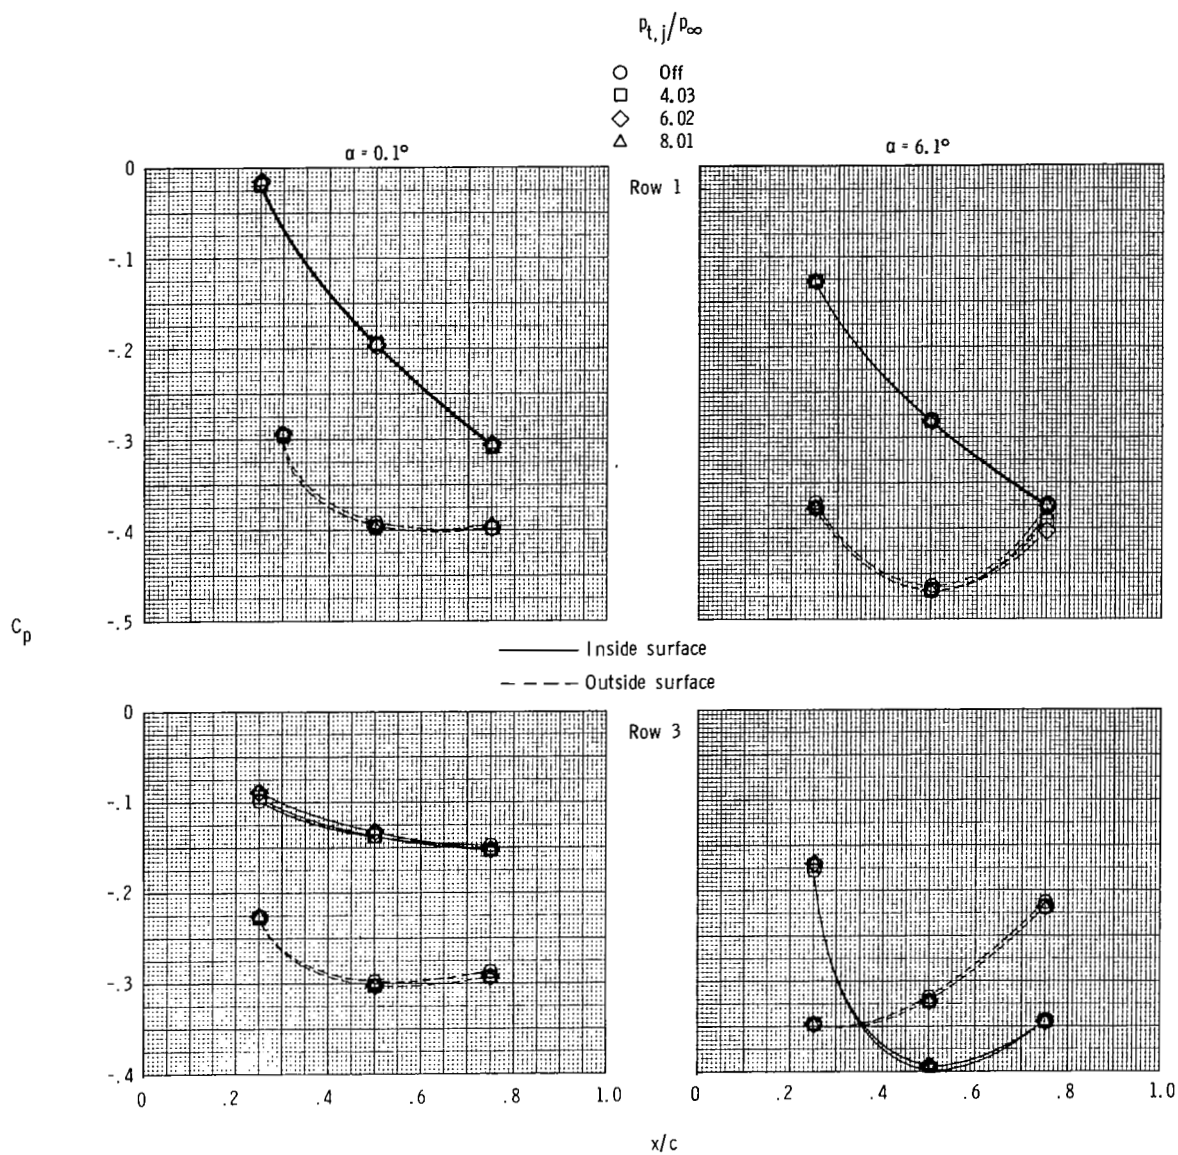 p_t,j/p_∞
○ Off
□ 4.03
◇ 6.02
△ 8.01
α = 0.1°
α = 6.1°
Row 1
0
-.1
-.2
-.3
-.4
-.5
C_p
Inside surface
Outside surface
Row 3
0
-.1
-.2
-.3
-.4
0 .2 .4 .6 .8 1.0
0 .2 .4 .6 .8 1.0
x/c